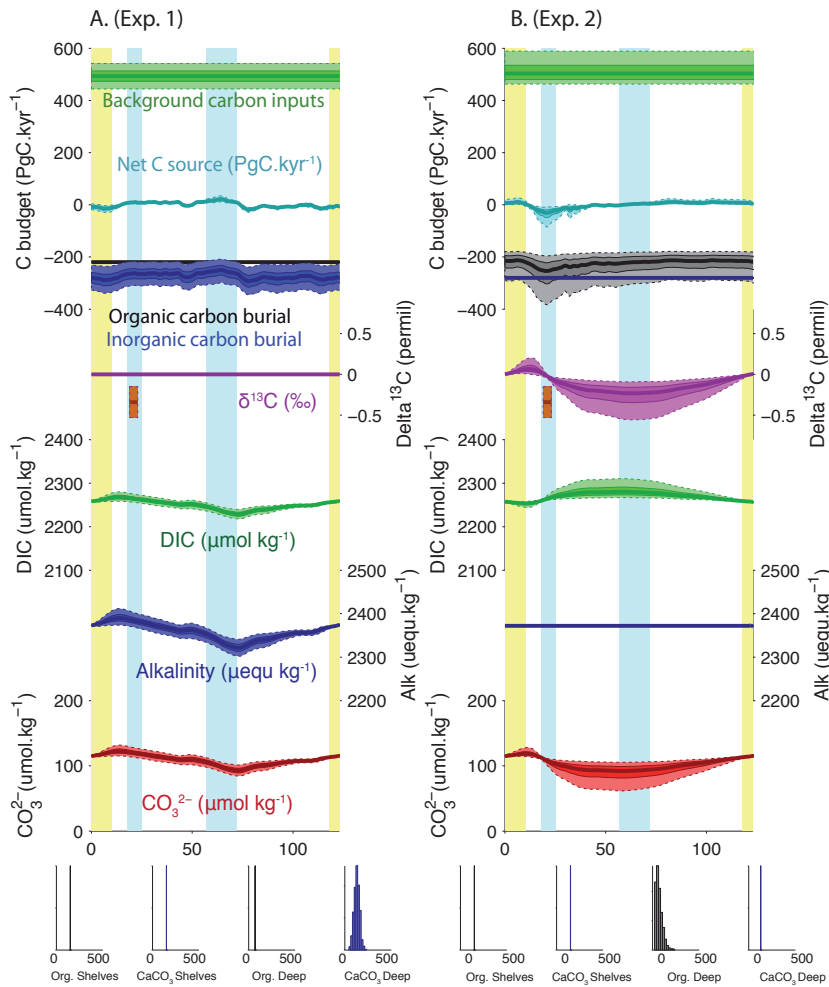 A. (Exp. 1)
600
400
200
0
−200
−400
C budget (PgC.kyr⁻¹)
Background carbon inputs
Net C source (PgC.kyr⁻¹)
Organic carbon burial
Inorganic carbon burial
0.5
0
−0.5
Delta ¹³C (permil)
δ¹³C (‰)
2400
2300
2200
2100
DIC (umol.kg⁻¹)
DIC (µmol kg⁻¹)
2500
2400
2300
2200
Alk (uequ.kg⁻¹)
Alkalinity (µequ kg⁻¹)
200
100
0
CO₃²⁻(umol.kg⁻¹)
CO₃²⁻ (µmol kg⁻¹)
0 50 100
B. (Exp. 2)
600
400
200
0
−200
−400
C budget (PgC.kyr⁻¹)
0.5
0
−0.5
Delta ¹³C (permil)
2400
2300
2200
2100
DIC (umol.kg⁻¹)
2500
2400
2300
2200
Alk (uequ.kg⁻¹)
200
100
0
CO₃²⁻(umol.kg⁻¹)
0 50 100
0 500
Org. Shelves
0 500
CaCO₃ Shelves
0 500
Org. Deep
0 500
CaCO₃ Deep
0 500
Org. Shelves
0 500
CaCO₃ Shelves
0 500
Org. Deep
0 500
CaCO₃ Deep